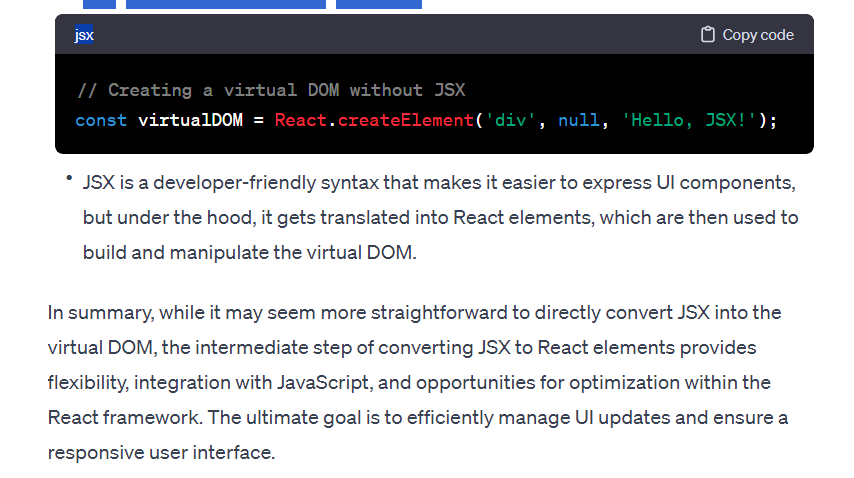 jsx
Copy code
// Creating a virtual DOM without JSX
const virtualDOM = React.createElement('div', null, 'Hello, JSX!');
• JSX is a developer-friendly syntax that makes it easier to express UI components,
but under the hood, it gets translated into React elements, which are then used to
build and manipulate the virtual DOM.
In summary, while it may seem more straightforward to directly convert JSX into the
virtual DOM, the intermediate step of converting JSX to React elements provides
flexibility, integration with JavaScript, and opportunities for optimization within the
React framework. The ultimate goal is to efficiently manage UI updates and ensure a
responsive user interface.